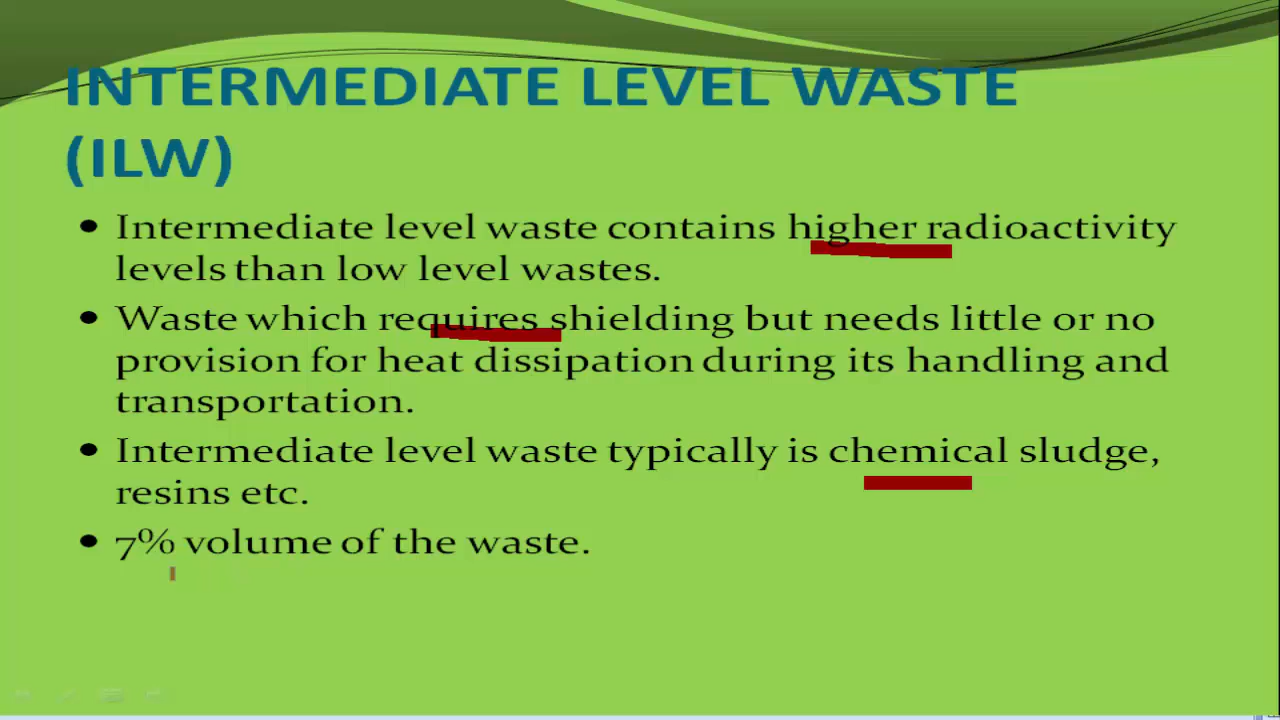 INTERMEDIATE LEVEL WASTE
(ILW)
• Intermediate level waste contains higher radioactivity
levels than low level wastes.
• Waste which requires shielding but needs little or no
provision for heat dissipation during its handling and
transportation.
• Intermediate level waste typically is chemical sludge,
resins etc.
• 7% volume of the waste.